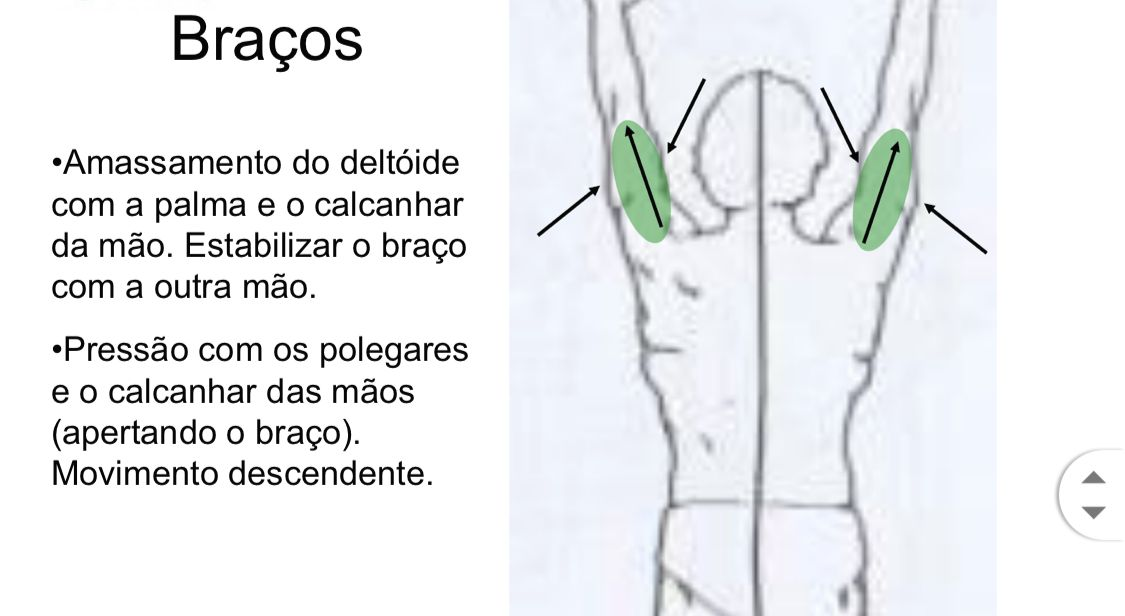 Braços
•Amassamento do deltóide
com a palma e o calcanhar
da mão. Estabilizar o braço
com a outra mão.
•Pressão com os polegares
e o calcanhar das mãos
(apertando o braço).
Movimento descendente.